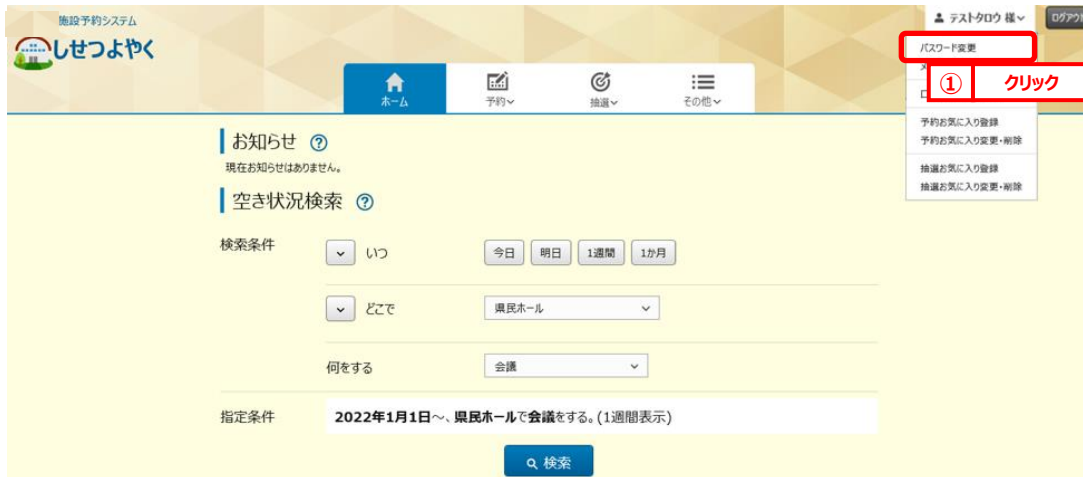 施設予約システム
しせつよやく
テストタロウ 様
ログアウト
パスワード変更
① クリック
予約お気に入り登録
予約お気に入り変更・削除
抽選お気に入り登録
抽選お気に入り変更・削除
ホーム
予約
抽選
その他
お知らせ ?
現在お知らせはありません。
空き状況検索 ?
検索条件
いつ 今日 明日 1週間 1か月
どこで 県民ホール
何をする 会議
指定条件 2022年1月1日～、県民ホールで会議をする。(1週間表示)
検索